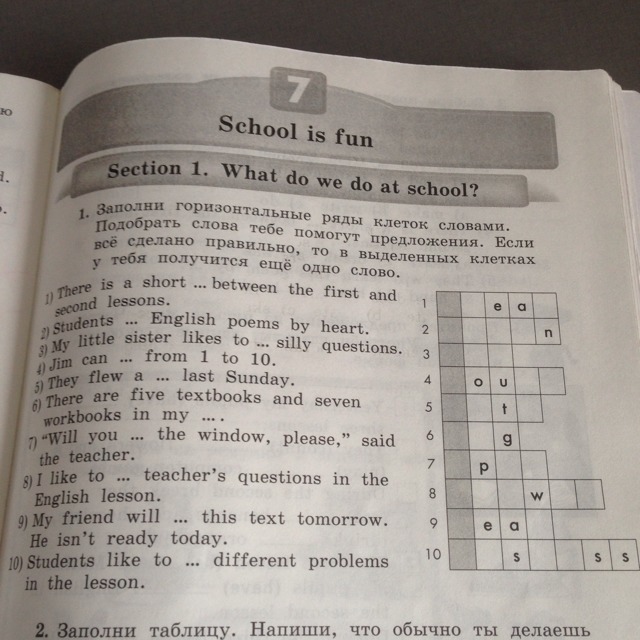 ю
d.
.
7
School is fun
Section 1. What do we do at school?
1. Заполни горизонтальные ряды клеток словами.
Подобрать слова тебе помогут предложения. Если
всё сделано правильно, то в выделенных клетках
у тебя получится ещё одно слово.
1) There is a short ... between the first and
second lessons.
2) Students ... English poems by heart.
3) My little sister likes to ... silly questions.
4) Jim can ... from 1 to 10.
5) They flew a ... last Sunday.
6) There are five textbooks and seven
workbooks in my ... .
7) "Will you ... the window, please," said
the teacher.
8) I like to ... teacher's questions in the
English lesson.
9) My friend will ... this text tomorrow.
He isn't ready today.
10) Students like to ... different problems
in the lesson.
1 e a
2 n
3
4 o u
5 t
6 g
7 p
8 w
9 e a
10 s s s
2. Заполни таблицу. Напиши, что обычно ты делаешь